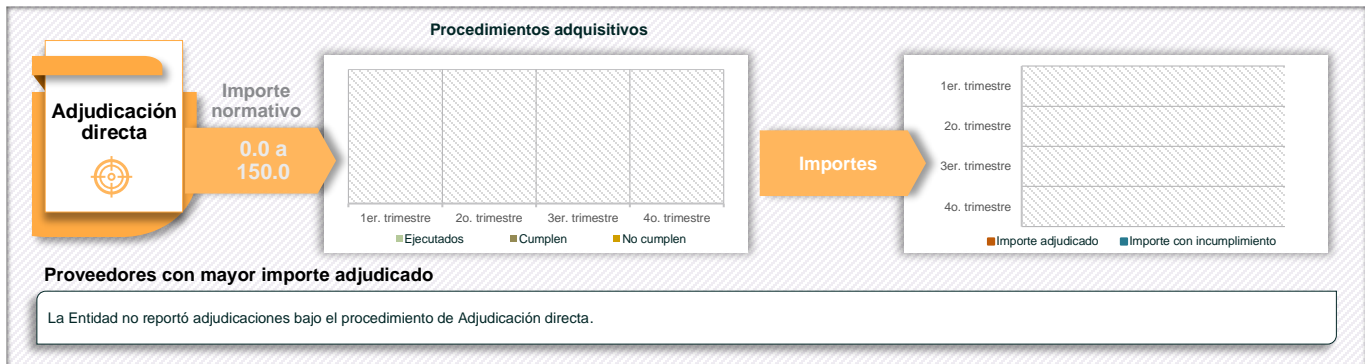 Procedimientos adquisitivos
Adjudicación
directa
Importe
normativo
0.0 a
150.0
1er. trimestre
2o. trimestre
3er. trimestre
4o. trimestre
Ejecutados
Cumplen
No cumplen
Importes
1er. trimestre
2o. trimestre
3er. trimestre
4o. trimestre
Importe adjudicado
Importe con incumplimiento
Proveedores con mayor importe adjudicado
La Entidad no reportó adjudicaciones bajo el procedimiento de Adjudicación directa.